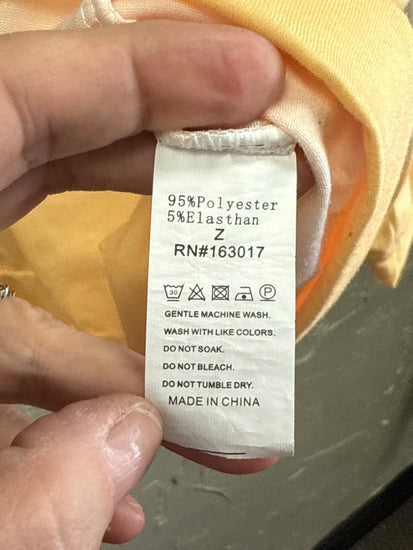 95%Polyester
5%Elasthan
Z
RN#163017
30 P
GENTLE MACHINE WASH.
WASH WITH LIKE COLORS.
DO NOT SOAK.
DO NOT BLEACH.
DO NOT TUMBLE DRY.
MADE IN CHINA